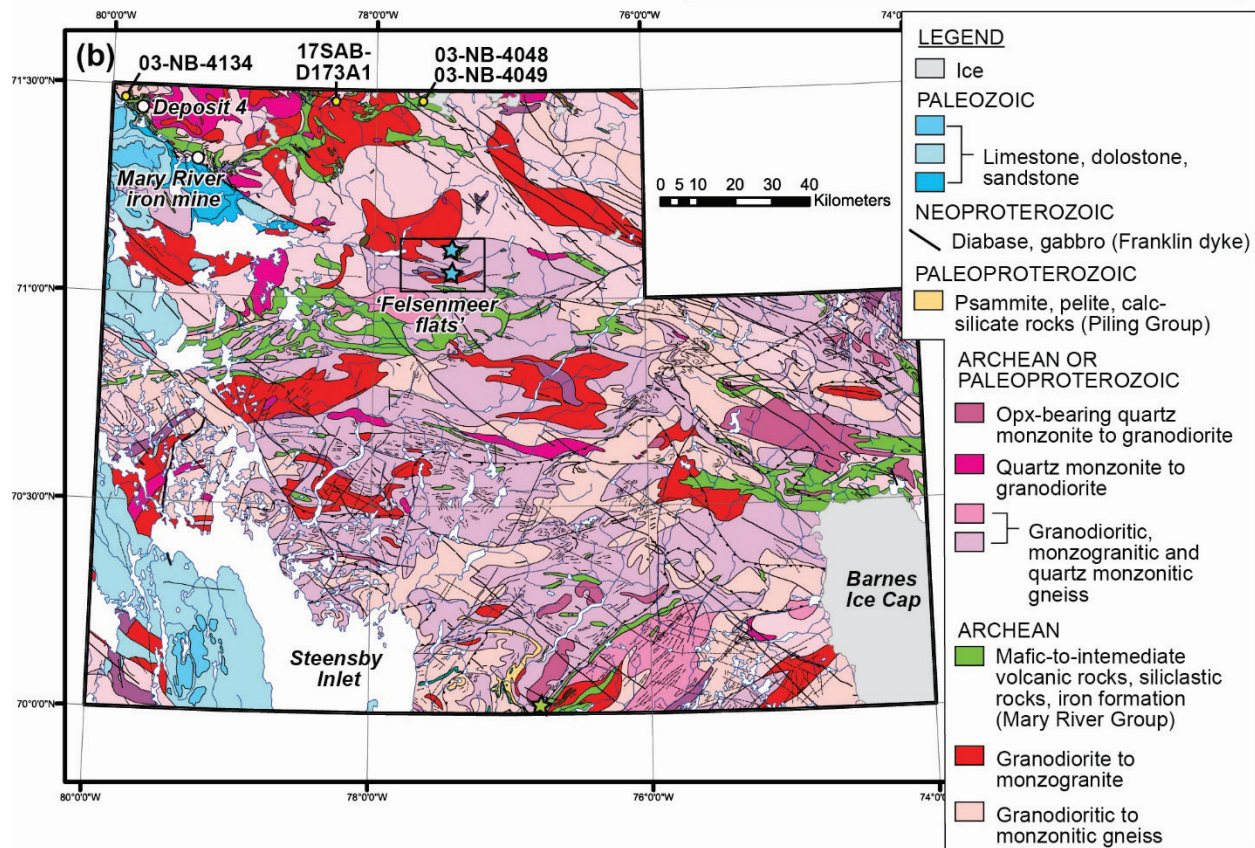 80°0'0"W
78°0'0"W
76°0'0"W
74°0'
(b)
03-NB-4134
17SAB-
D173A1
03-NB-4048
03-NB-4049
71°30'0"N
Deposit 4
Mary River
iron mine
0 5 10 20 30 40
Kilometers
71°0'0"N
'Felsenmeer
flats'
70°30'0"N
Barnes
Ice Cap
Steensby
Inlet
70°0'0"N
80°0'0"W
78°0'0"W
76°0'0"W
74°0'
LEGEND
Ice
PALEOZOIC
Limestone, dolostone,
sandstone
NEOPROTEROZOIC
Diabase, gabbro (Franklin dyke)
PALEOPROTEROZOIC
Psammite, pelite, calc-
silicate rocks (Piling Group)
ARCHEAN OR
PALEOPROTEROZOIC
Opx-bearing quartz
monzonite to granodiorite
Quartz monzonite to
granodiorite
Granodioritic,
monzogranitic and
quartz monzonitic
gneiss
ARCHEAN
Mafic-to-intemediate
volcanic rocks, siliclastic
rocks, iron formation
(Mary River Group)
Granodiorite to
monzogranite
Granodioritic to
monzonitic gneiss